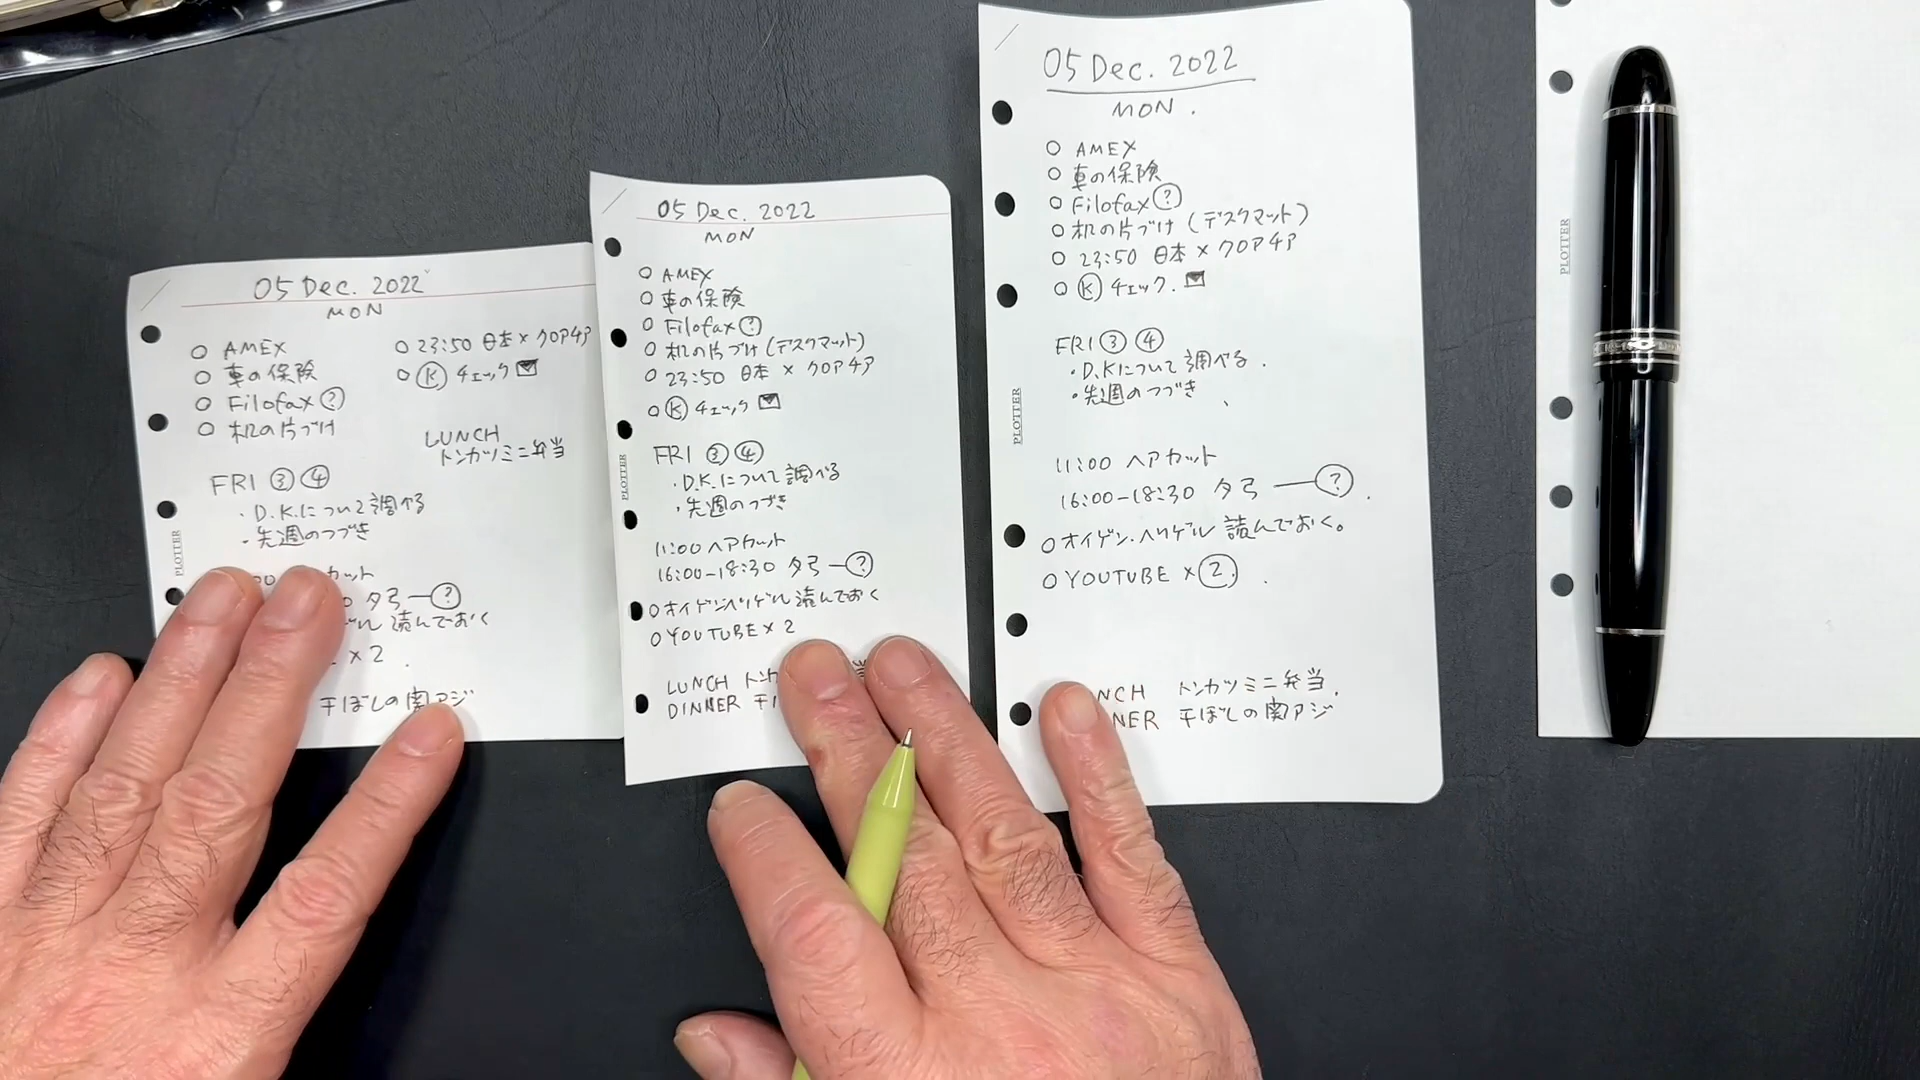 05 Dec. 2022
MON
○ AMEX
○ 車の保険
○ Filofax ?
○ 机の片づけ
○ 23:50 日本 × クロアチア
○ Ⓚ チェック
LUNCH
トンカツミニ弁当
FRI ③ ④
・D.K.について調べる
・先週のつづき
夕弓 — ?
読んでおく
× 2
干ぼしの関アジ
PLOTTER
05 Dec. 2022
MON
○ AMEX
○ 車の保険
○ Filofax ?
○ 机の片づけ (デスクマット)
○ 23:50 日本 × クロアチア
○ Ⓚ チェック
FRI ③ ④
・D.K.について調べる
・先週のつづき
11:00 ヘアカット
16:00-18:30 夕弓 — ?
○ オイゲンヘリゲル 読んでおく
○ YOUTUBE × 2
LUNCH
DINNER
PLOTTER
05 Dec. 2022
MON.
○ AMEX
○ 車の保険
○ Filofax ?
○ 机の片づけ (デスクマット)
○ 23:50 日本 × クロアチア
○ Ⓚ チェック.
FRI ③ ④
・D.Kについて調べる.
・先週のつづき
11:00 ヘアカット
16:00-18:30 夕弓 — ?
○ オイゲン.ヘリゲル 読んでおく。
○ YOUTUBE × ②
トンカツミニ弁当.
干ぼしの関アジ
PLOTTER
PLOTTER